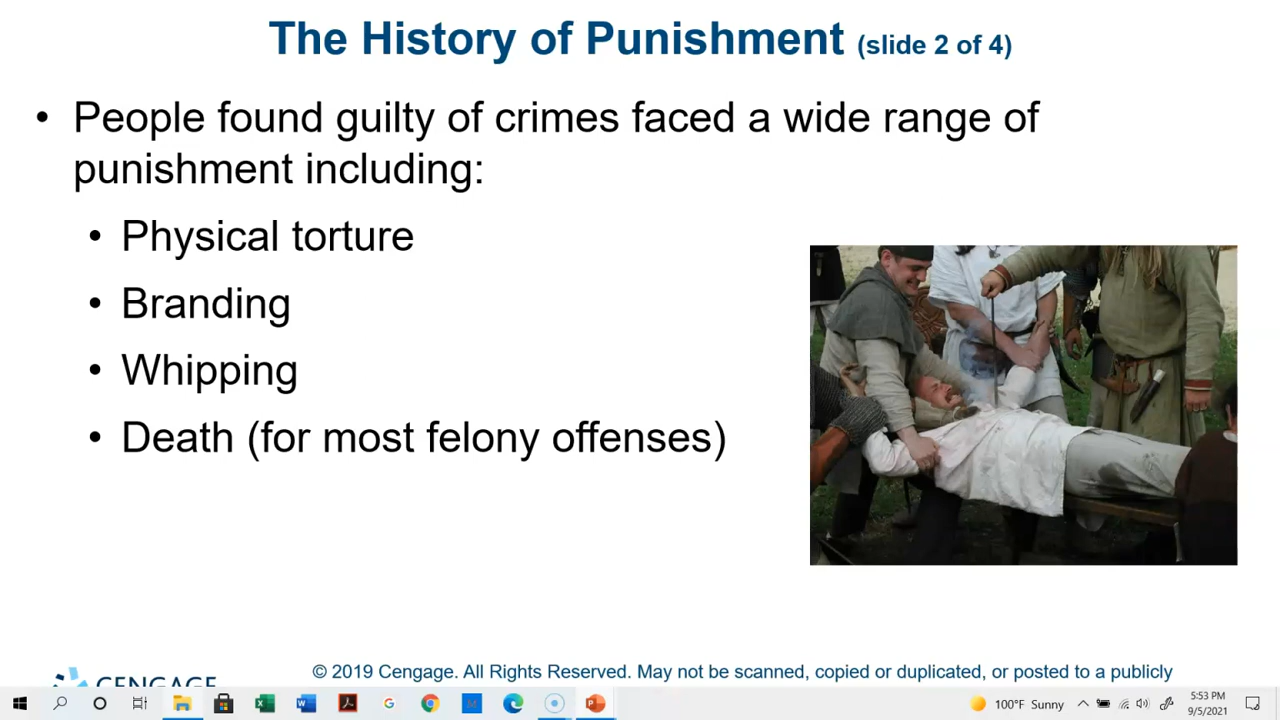 The History of Punishment (slide 2 of 4)
• People found guilty of crimes faced a wide range of
punishment including:
• Physical torture
• Branding
• Whipping
• Death (for most felony offenses)
CENGAGE
© 2019 Cengage. All Rights Reserved. May not be scanned, copied or duplicated, or posted to a publicly
100°F Sunny
5:53 PM
9/5/2021